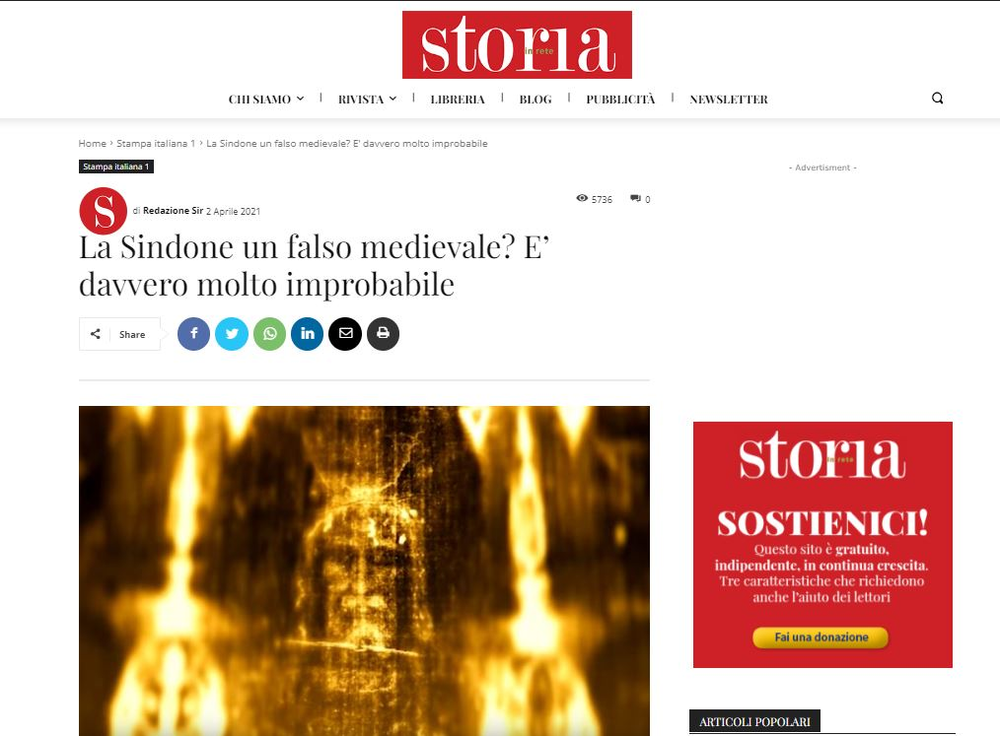 storia
in rete
CHI SIAMO
RIVISTA
LIBRERIA
BLOG
PUBBLICITÀ
NEWSLETTER
Home › Stampa italiana 1 › La Sindone un falso medievale? E' davvero molto improbabile
Stampa italiana 1
- Advertisment -
S
di Redazione Sir 2 Aprile 2021
5736
0
La Sindone un falso medievale? E’
davvero molto improbabile
Share
storia
in rete
SOSTIENICI!
Questo sito è gratuito,
indipendente, in continua crescita.
Tre caratteristiche che richiedono
anche l'aiuto dei lettori
Fai una donazione
ARTICOLI POPOLARI